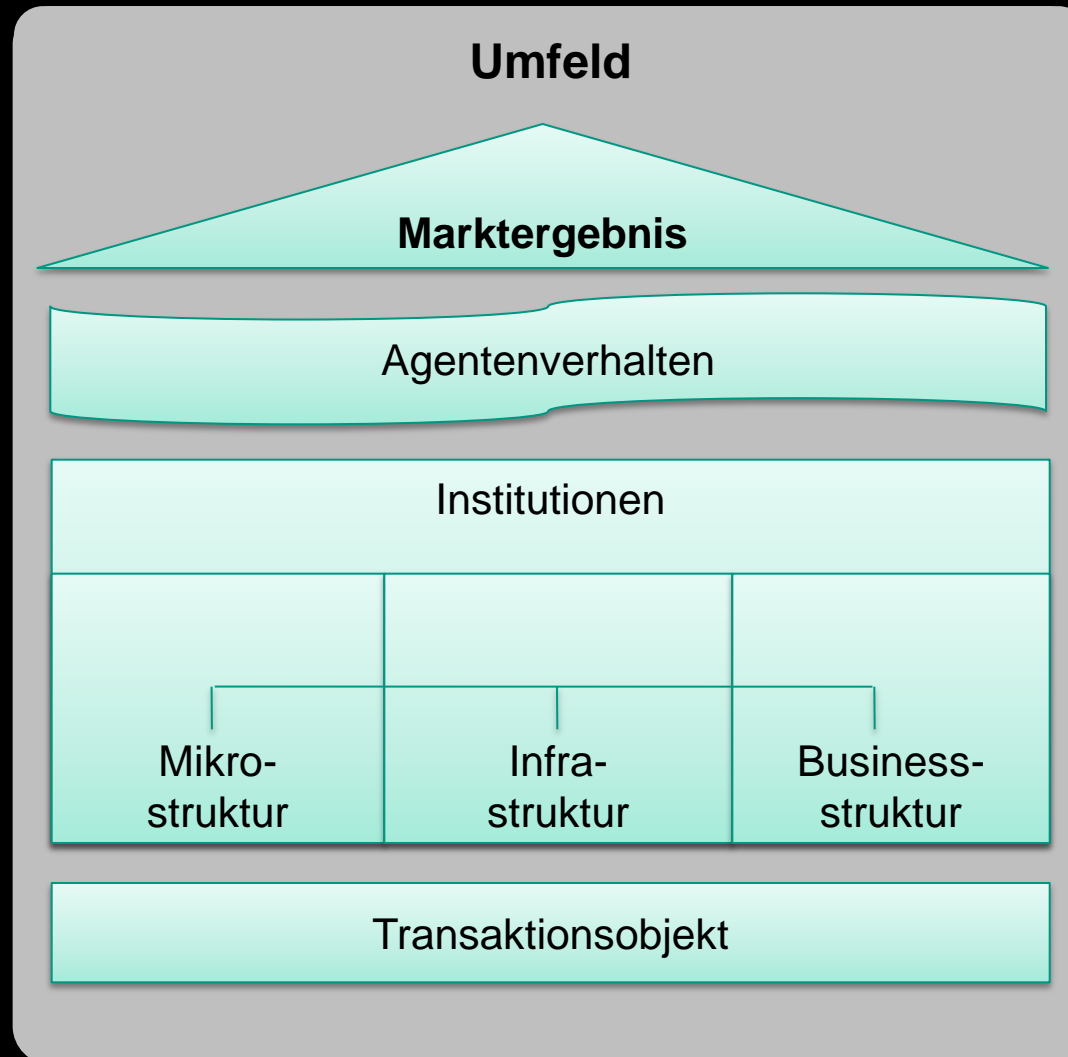 Umfeld
Marktergebnis
Agentenverhalten
Institutionen
Mikro-
struktur
Infra-
struktur
Business-
struktur
Transaktionsobjekt